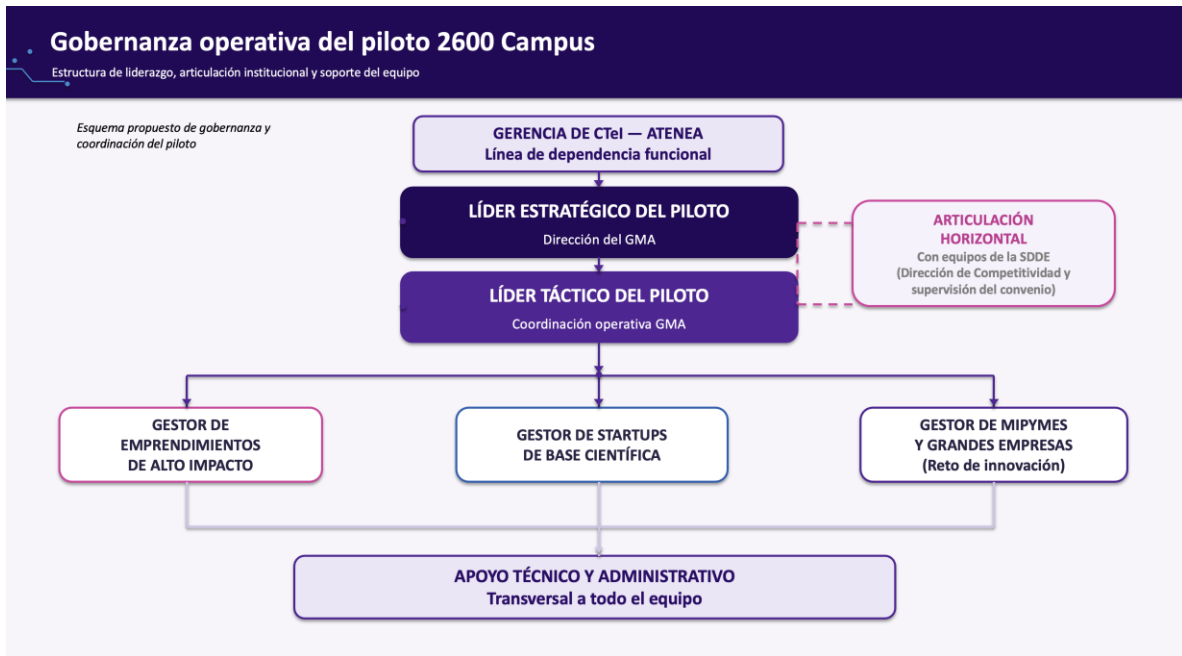 Gobernanza operativa del piloto 2600 Campus
Estructura de liderazgo, articulación institucional y soporte del equipo
Esquema propuesto de gobernanza y
coordinación del piloto
GERENCIA DE CTeI — ATENEA
Línea de dependencia funcional
LÍDER ESTRATÉGICO DEL PILOTO
Dirección del GMA
ARTICULACIÓN
HORIZONTAL
Con equipos de la SDDE
(Dirección de Competitividad y
supervisión del convenio)
LÍDER TÁCTICO DEL PILOTO
Coordinación operativa GMA
GESTOR DE
EMPRENDIMIENTOS
DE ALTO IMPACTO
GESTOR DE STARTUPS
DE BASE CIENTÍFICA
GESTOR DE MIPYMES
Y GRANDES EMPRESAS
(Reto de innovación)
APOYO TÉCNICO Y ADMINISTRATIVO
Transversal a todo el equipo